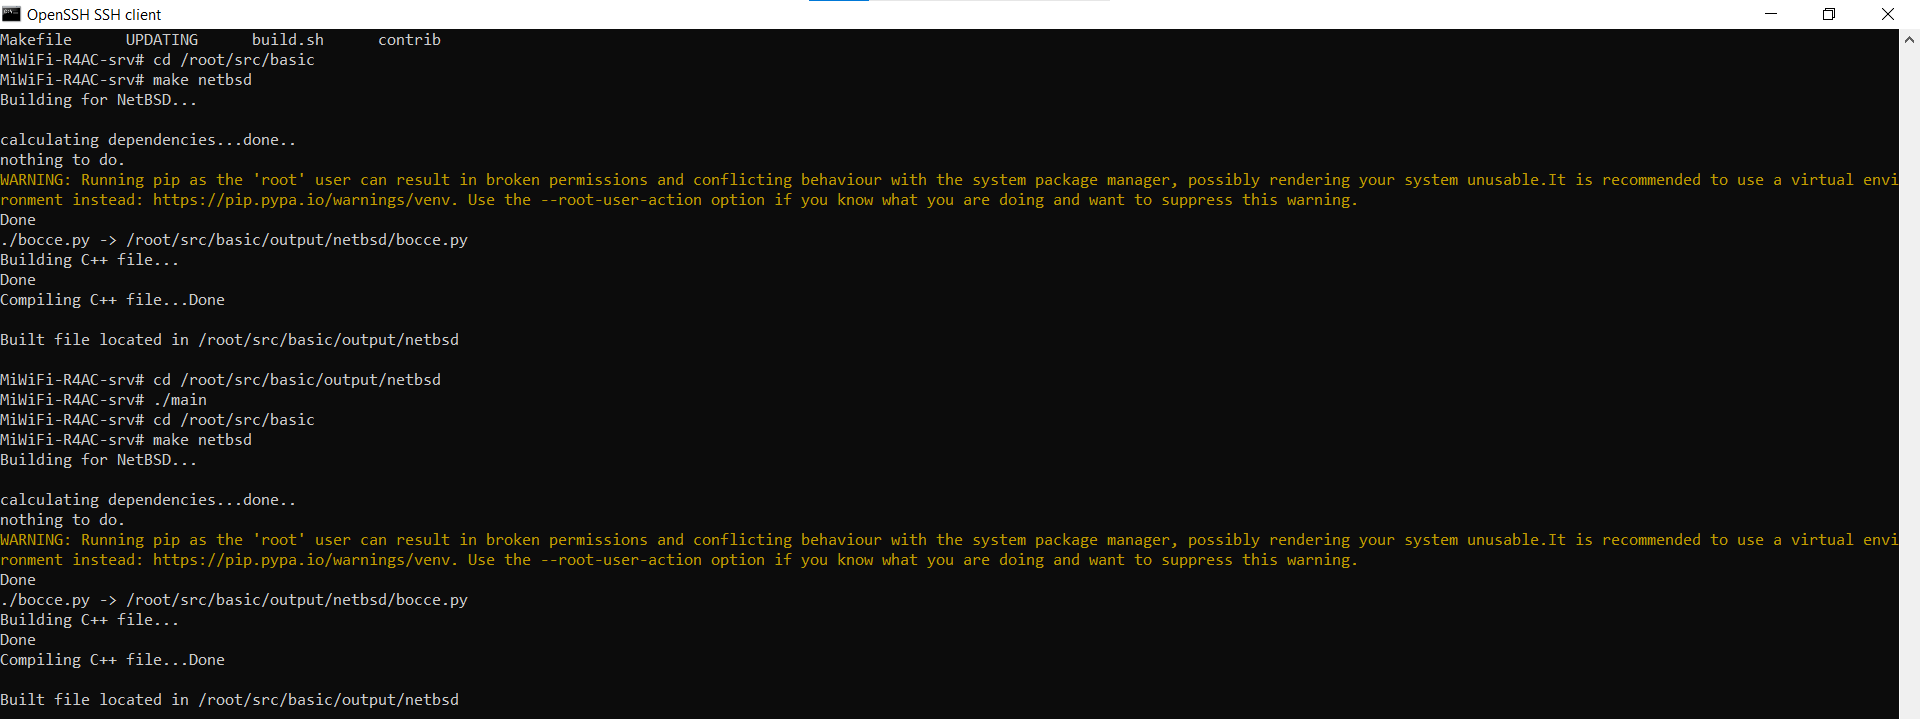 OpenSSH SSH client
Makefile      UPDATING      build.sh      contrib
MiWiFi-R4AC-srv# cd /root/src/basic
MiWiFi-R4AC-srv# make netbsd
Building for NetBSD...
calculating dependencies...done..
nothing to do.
WARNING: Running pip as the 'root' user can result in broken permissions and conflicting behaviour with the system package manager, possibly rendering your system unusable.It is recommended to use a virtual envi
ronment instead: https://pip.pypa.io/warnings/venv. Use the --root-user-action option if you know what you are doing and want to suppress this warning.
Done
./bocce.py -> /root/src/basic/output/netbsd/bocce.py
Building C++ file...
Done
Compiling C++ file...Done
Built file located in /root/src/basic/output/netbsd
MiWiFi-R4AC-srv# cd /root/src/basic/output/netbsd
MiWiFi-R4AC-srv# ./main
MiWiFi-R4AC-srv# cd /root/src/basic
MiWiFi-R4AC-srv# make netbsd
Building for NetBSD...
calculating dependencies...done..
nothing to do.
WARNING: Running pip as the 'root' user can result in broken permissions and conflicting behaviour with the system package manager, possibly rendering your system unusable.It is recommended to use a virtual envi
ronment instead: https://pip.pypa.io/warnings/venv. Use the --root-user-action option if you know what you are doing and want to suppress this warning.
Done
./bocce.py -> /root/src/basic/output/netbsd/bocce.py
Building C++ file...
Done
Compiling C++ file...Done
Built file located in /root/src/basic/output/netbsd